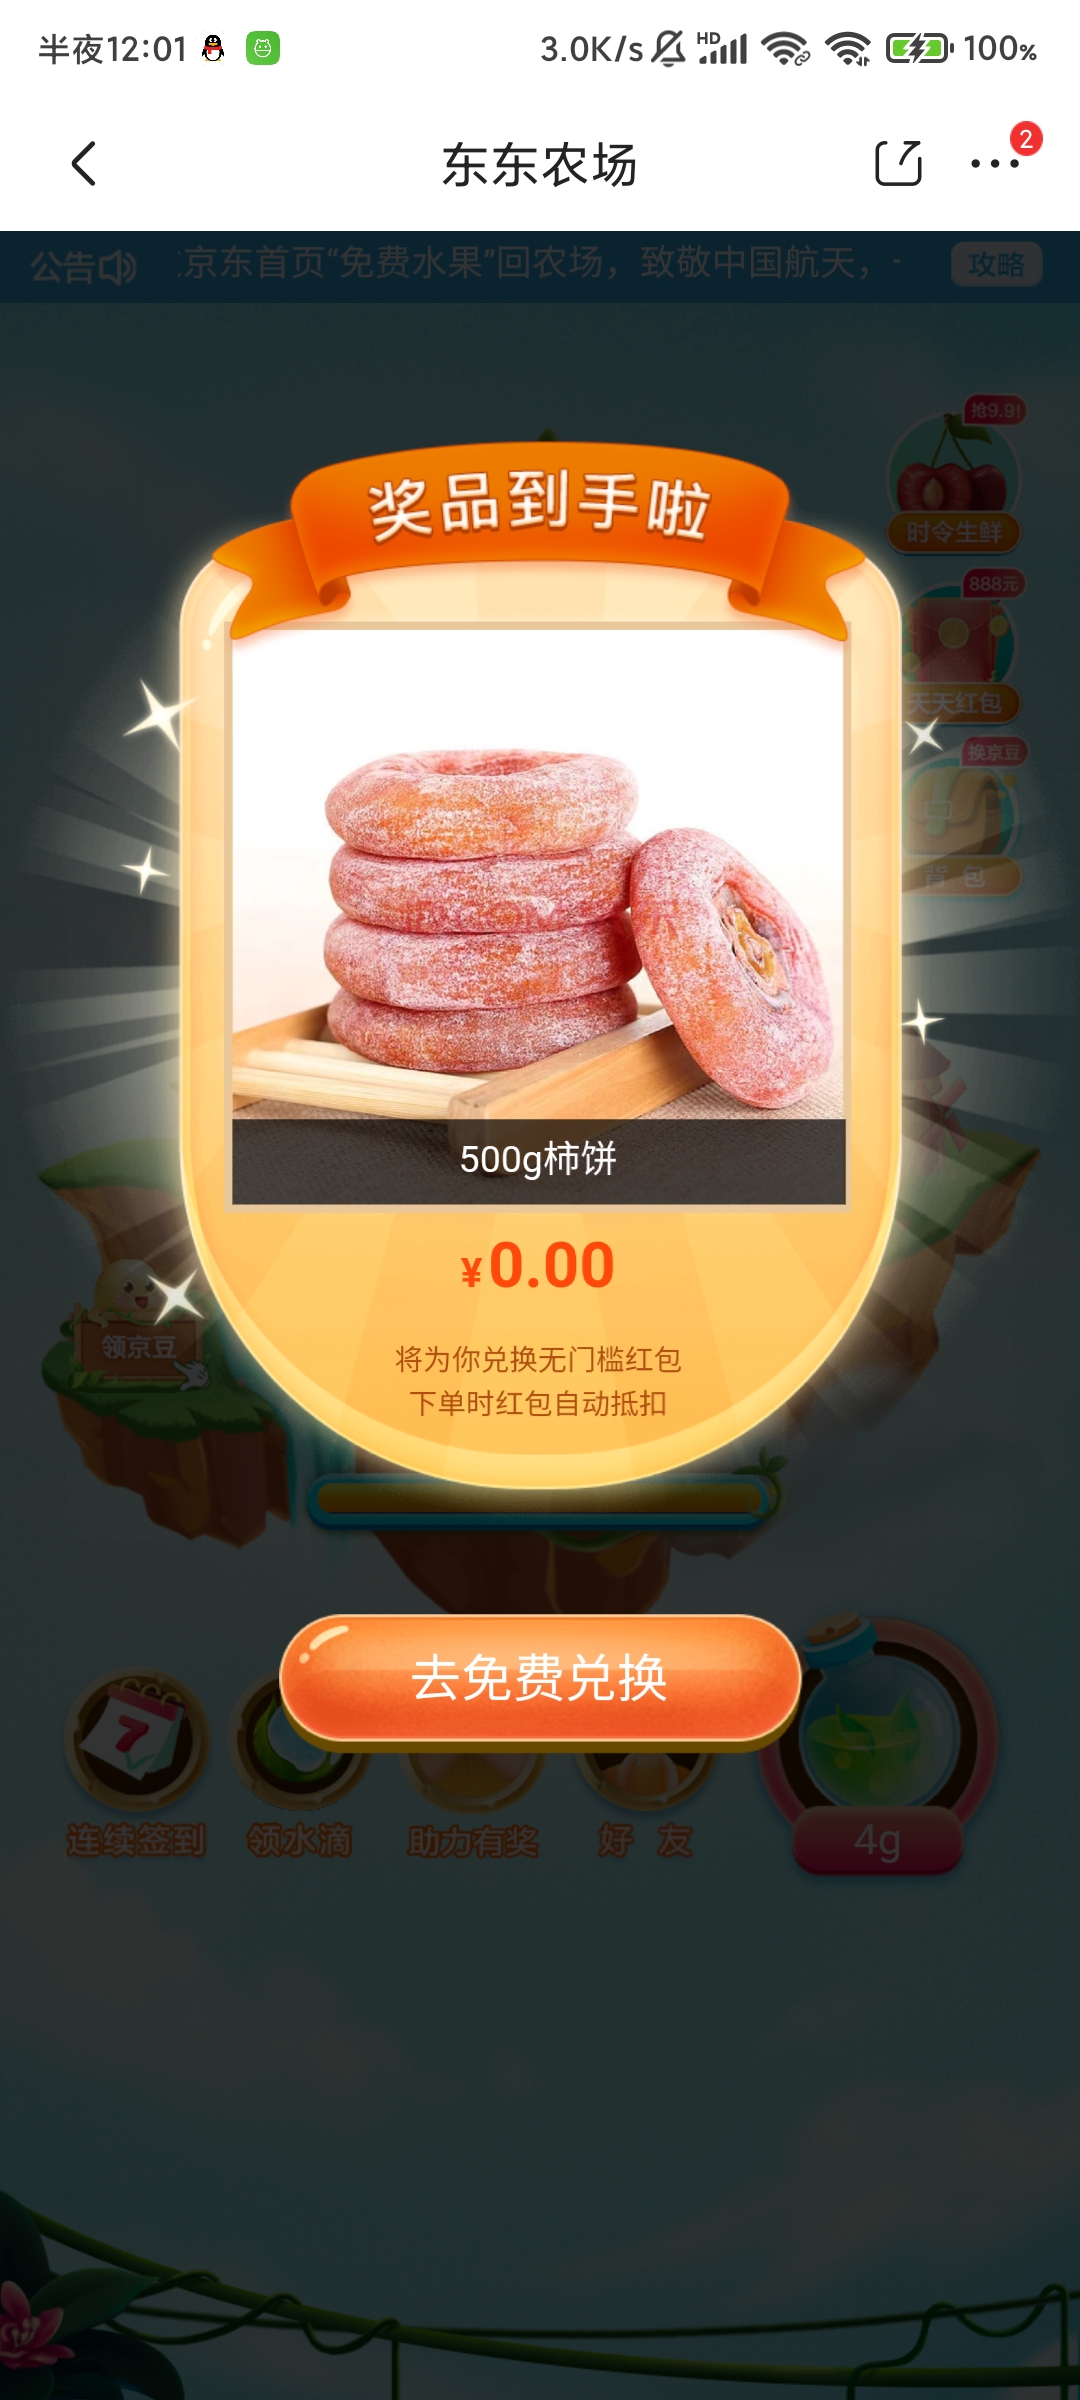 半夜12:01
3.0K/s HD 100%
东东农场
2
公告 京东首页“免费水果”回农场，致敬中国航天， 攻略
抢9.9!
时令生鲜
888元
天天红包
换京豆
背包
奖品到手啦
500g柿饼
¥0.00
将为你兑换无门槛红包
下单时红包自动抵扣
领京豆
去免费兑换
7
连续签到 领水滴 助力有奖 好友 4g